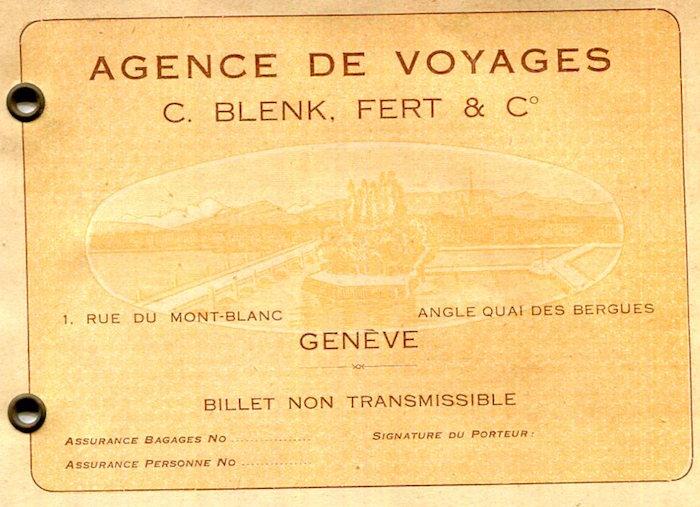 AGENCE DE VOYAGES
C. BLENK, FERT & C°
1. RUE DU MONT-BLANC
ANGLE QUAI DES BERGUES
GENÈVE
BILLET NON TRANSMISSIBLE
ASSURANCE BAGAGES NO ................
SIGNATURE DU PORTEUR:
ASSURANCE PERSONNE NO ..............